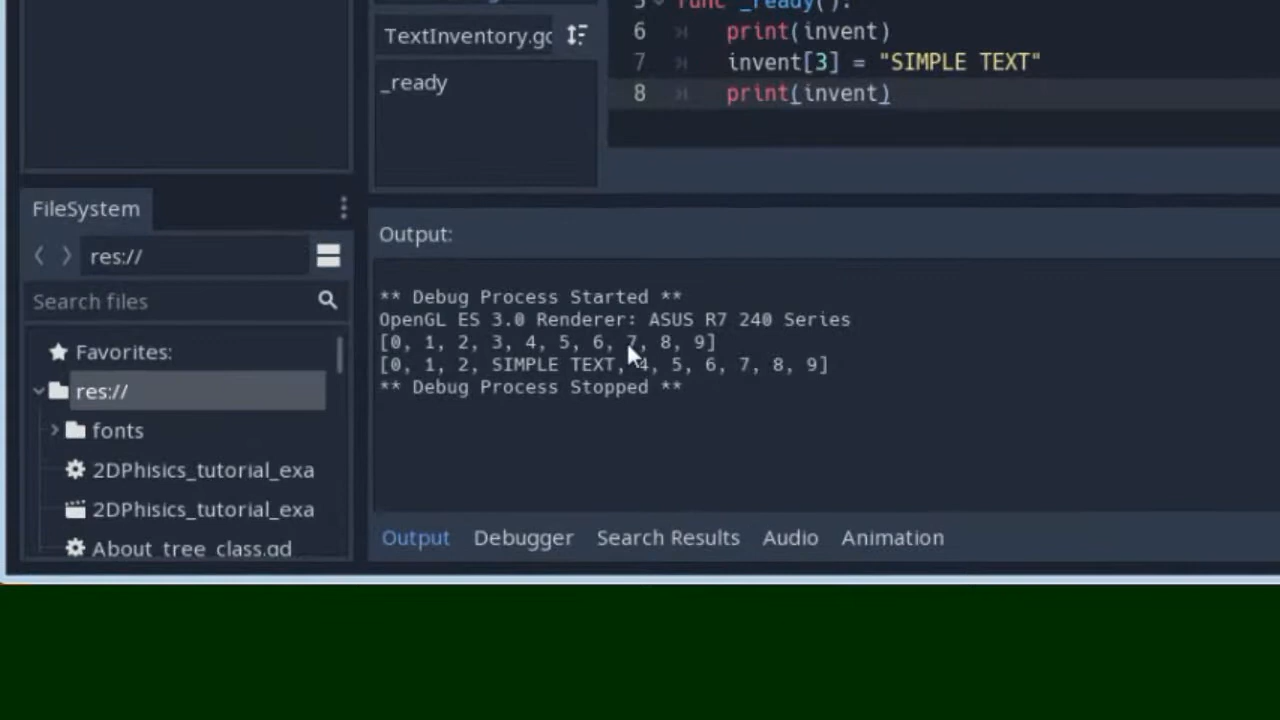 5 func _ready():
TextInventory.gd
6 print(invent)
7 invent[3] = "SIMPLE TEXT"
_ready
8 print(invent)
FileSystem
res://
Search files
Favorites:
res://
fonts
2DPhisics_tutorial_exa
2DPhisics_tutorial_exa
About_tree_class.gd
Output:
** Debug Process Started **
OpenGL ES 3.0 Renderer: ASUS R7 240 Series
[0, 1, 2, 3, 4, 5, 6, 7, 8, 9]
[0, 1, 2, SIMPLE TEXT, 4, 5, 6, 7, 8, 9]
** Debug Process Stopped **
Output Debugger Search Results Audio Animation